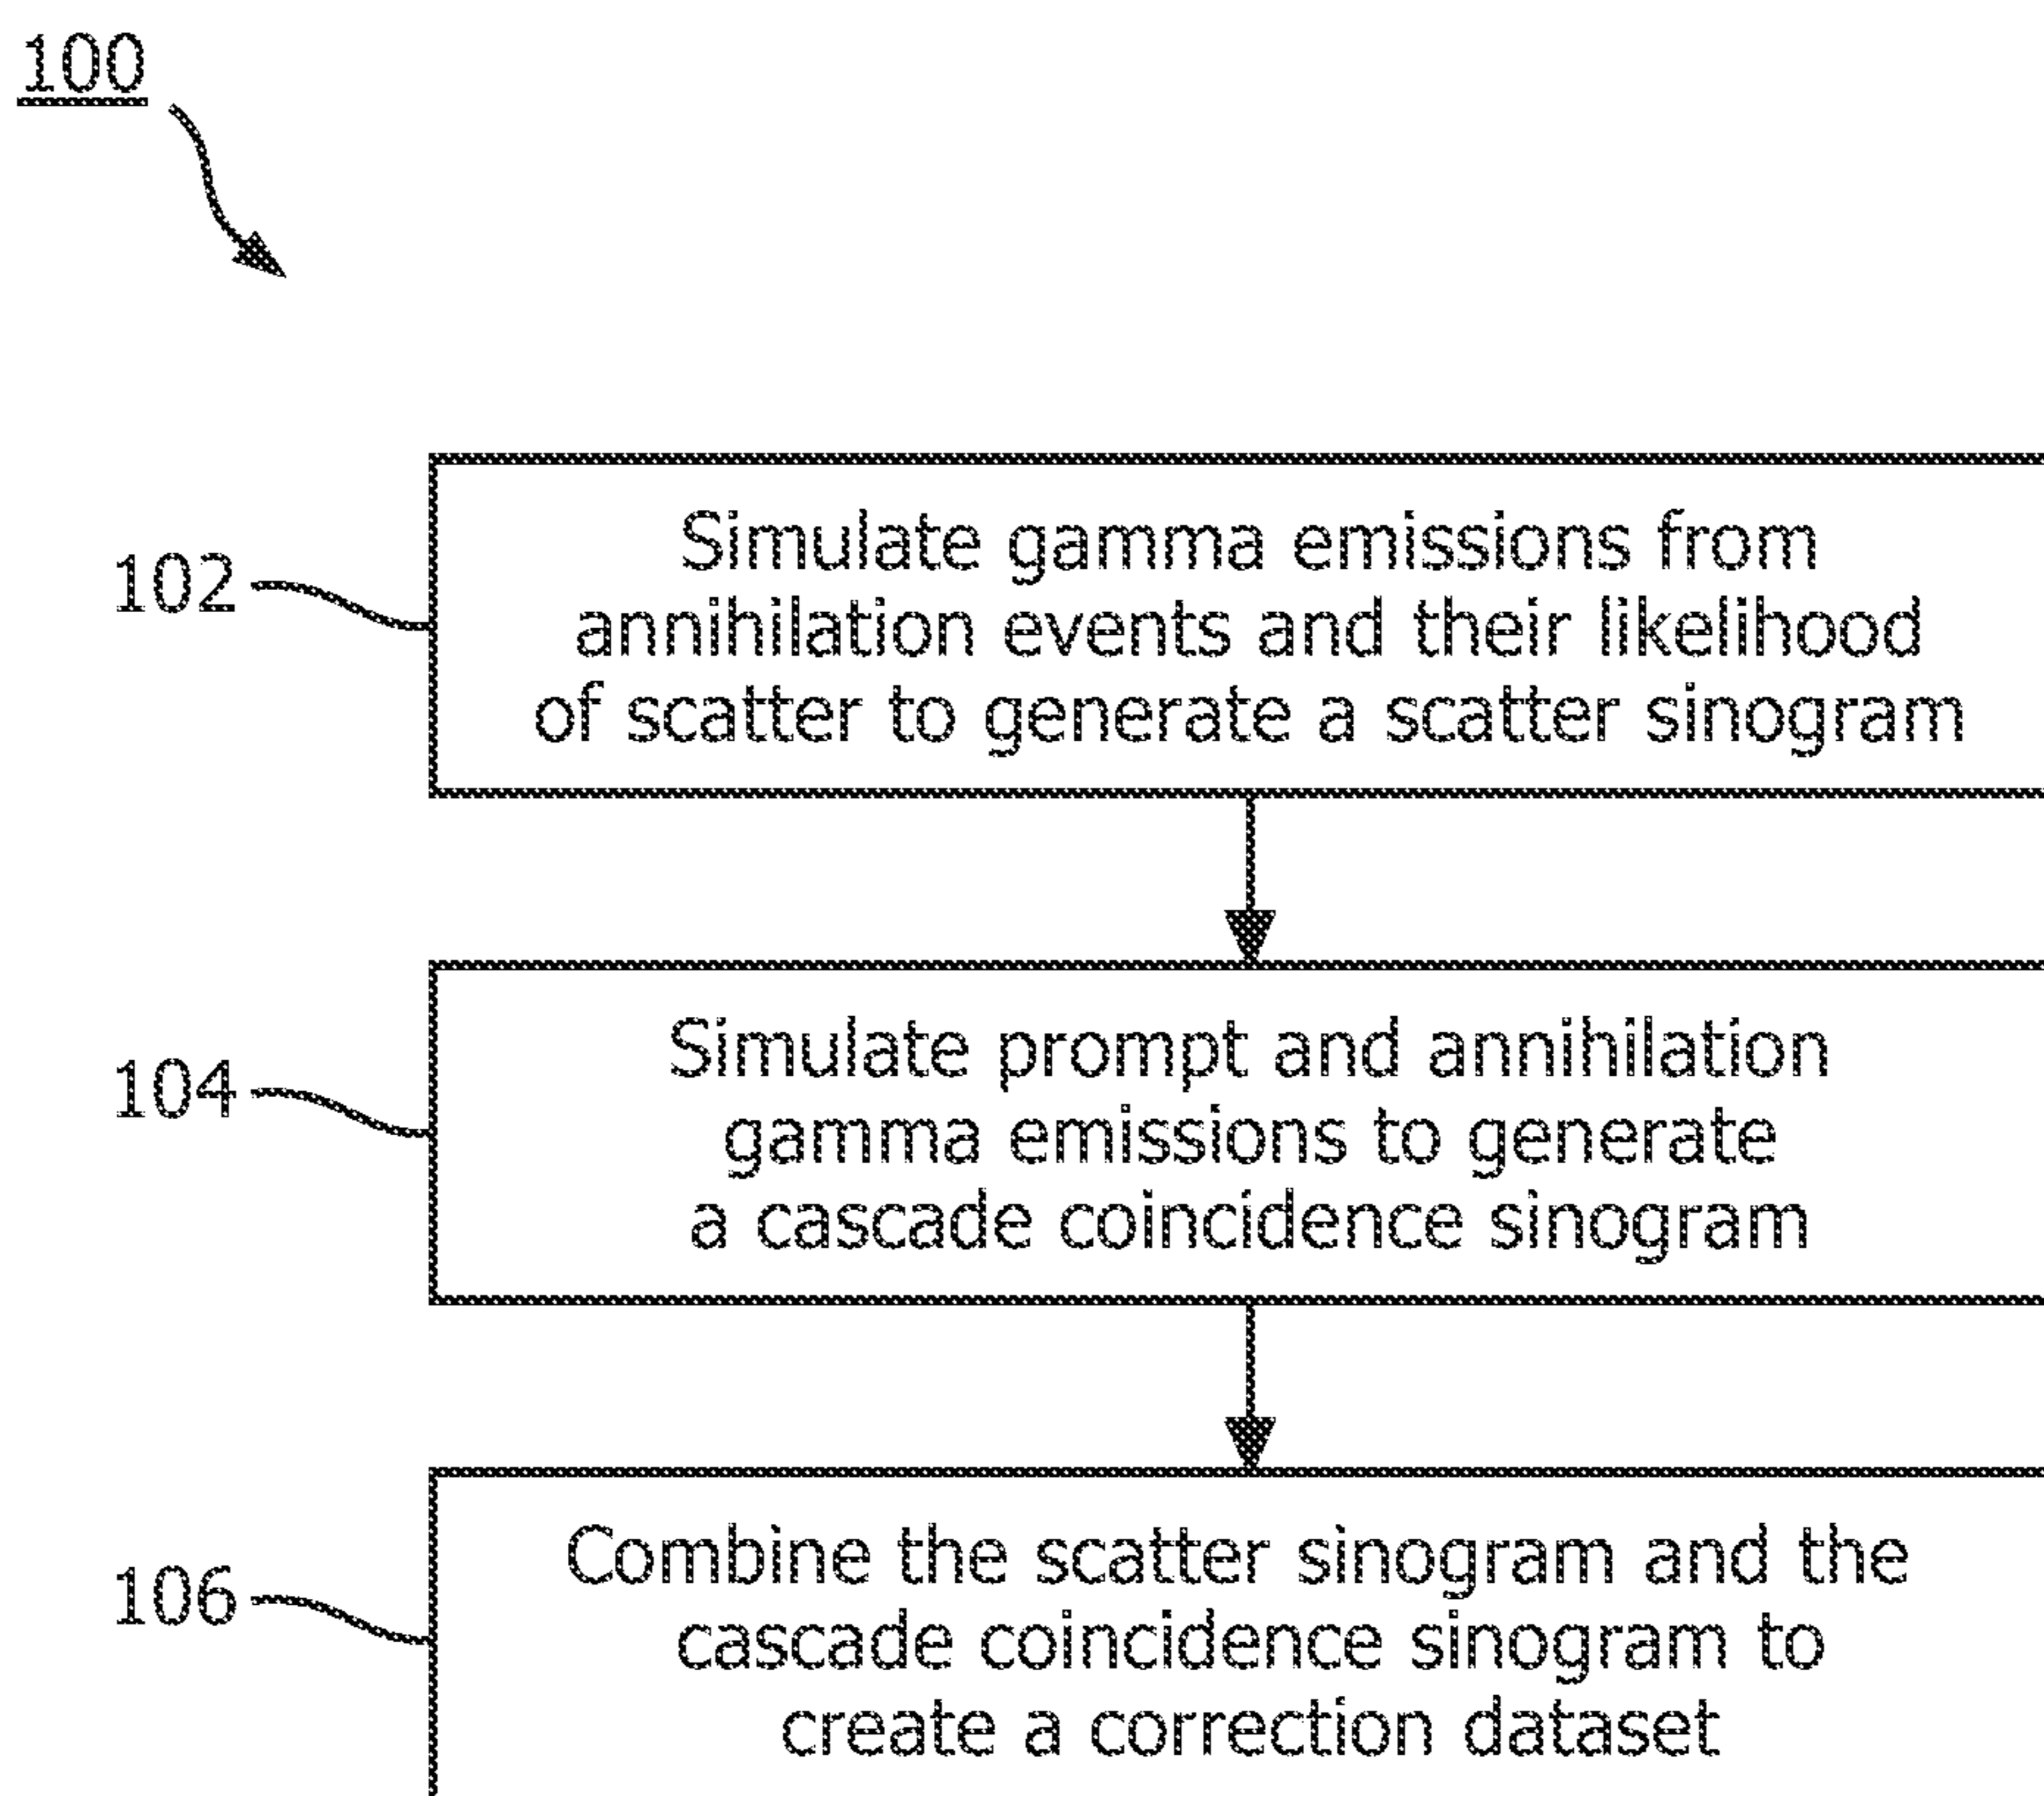 100
102
Simulate gamma emissions from
annihilation events and their likelihood
of scatter to generate a scatter sinogram
104
Simulate prompt and annihilation
gamma emissions to generate
a cascade coincidence sinogram
106
Combine the scatter sinogram and the
cascade coincidence sinogram to
create a correction dataset